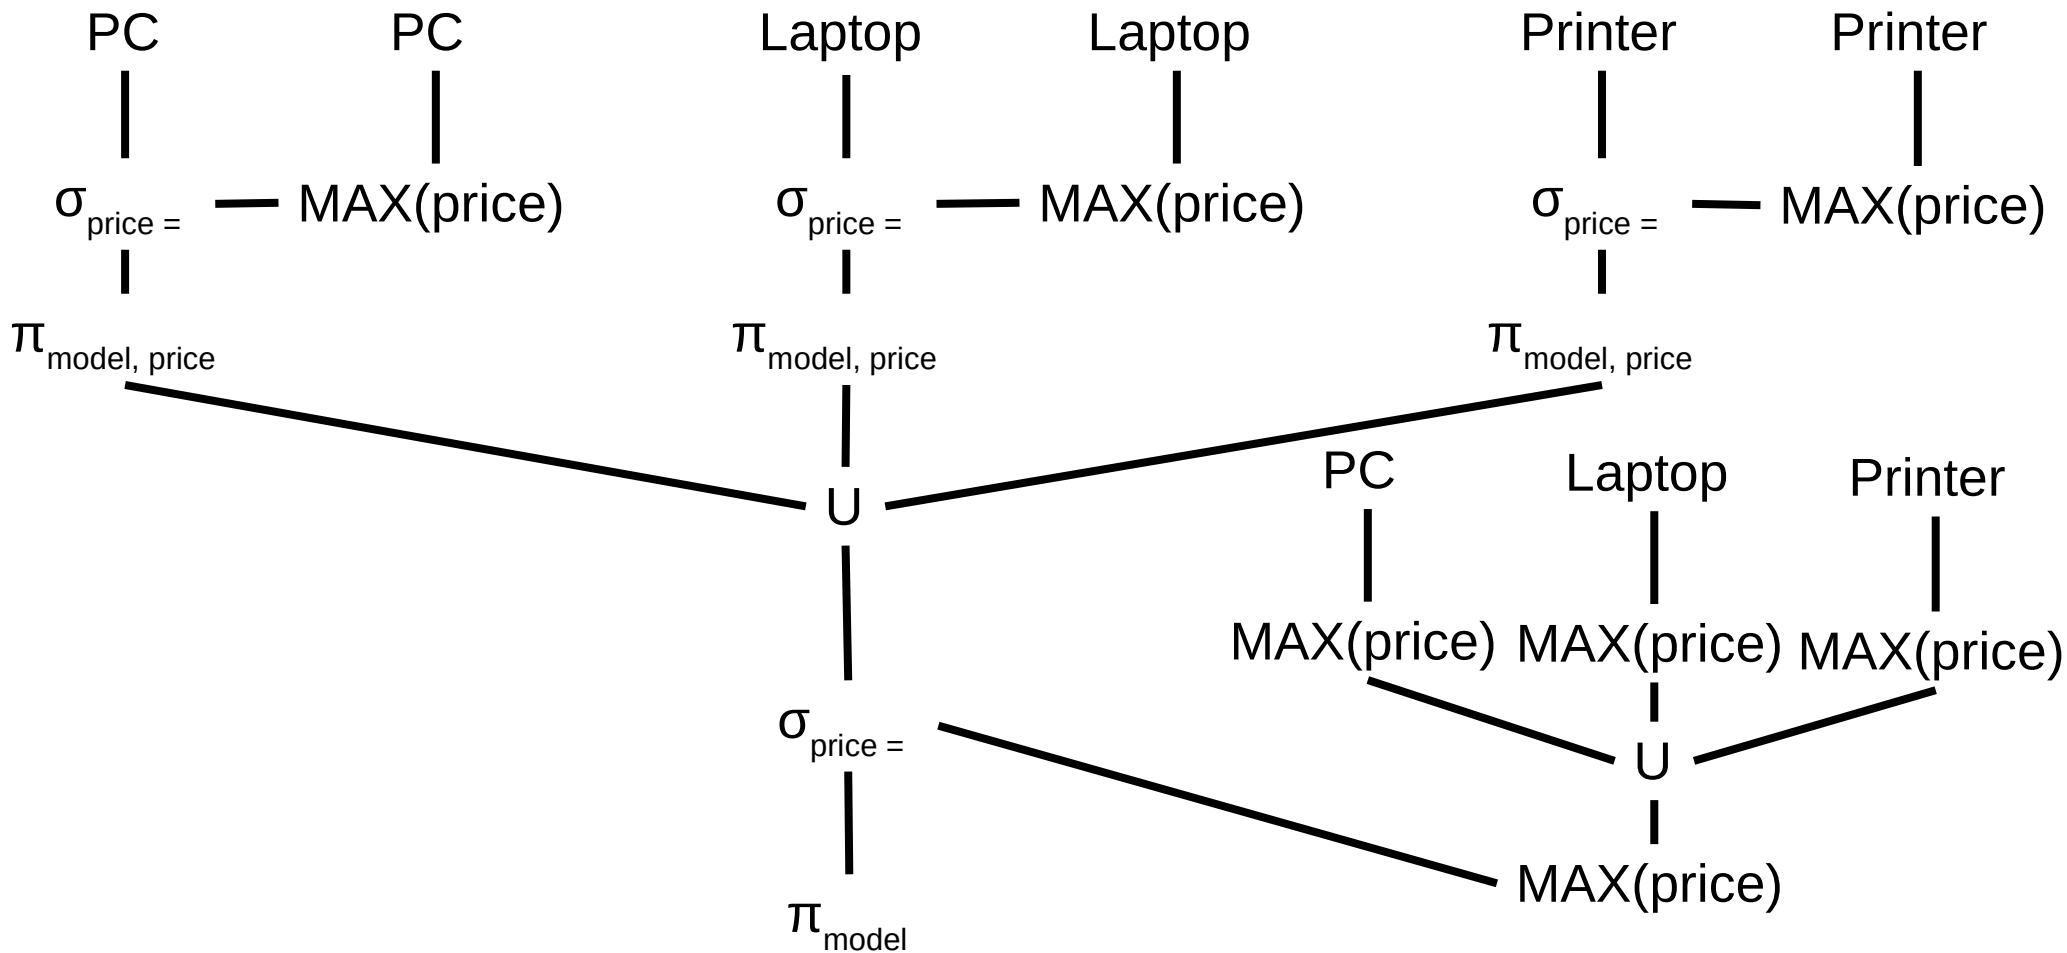 PC PC Laptop Laptop Printer Printer
σprice = MAX(price) σprice = MAX(price) σprice = MAX(price)
πmodel, price πmodel, price πmodel, price
PC Laptop Printer
U
MAX(price) MAX(price) MAX(price)
σprice = U
MAX(price)
πmodel